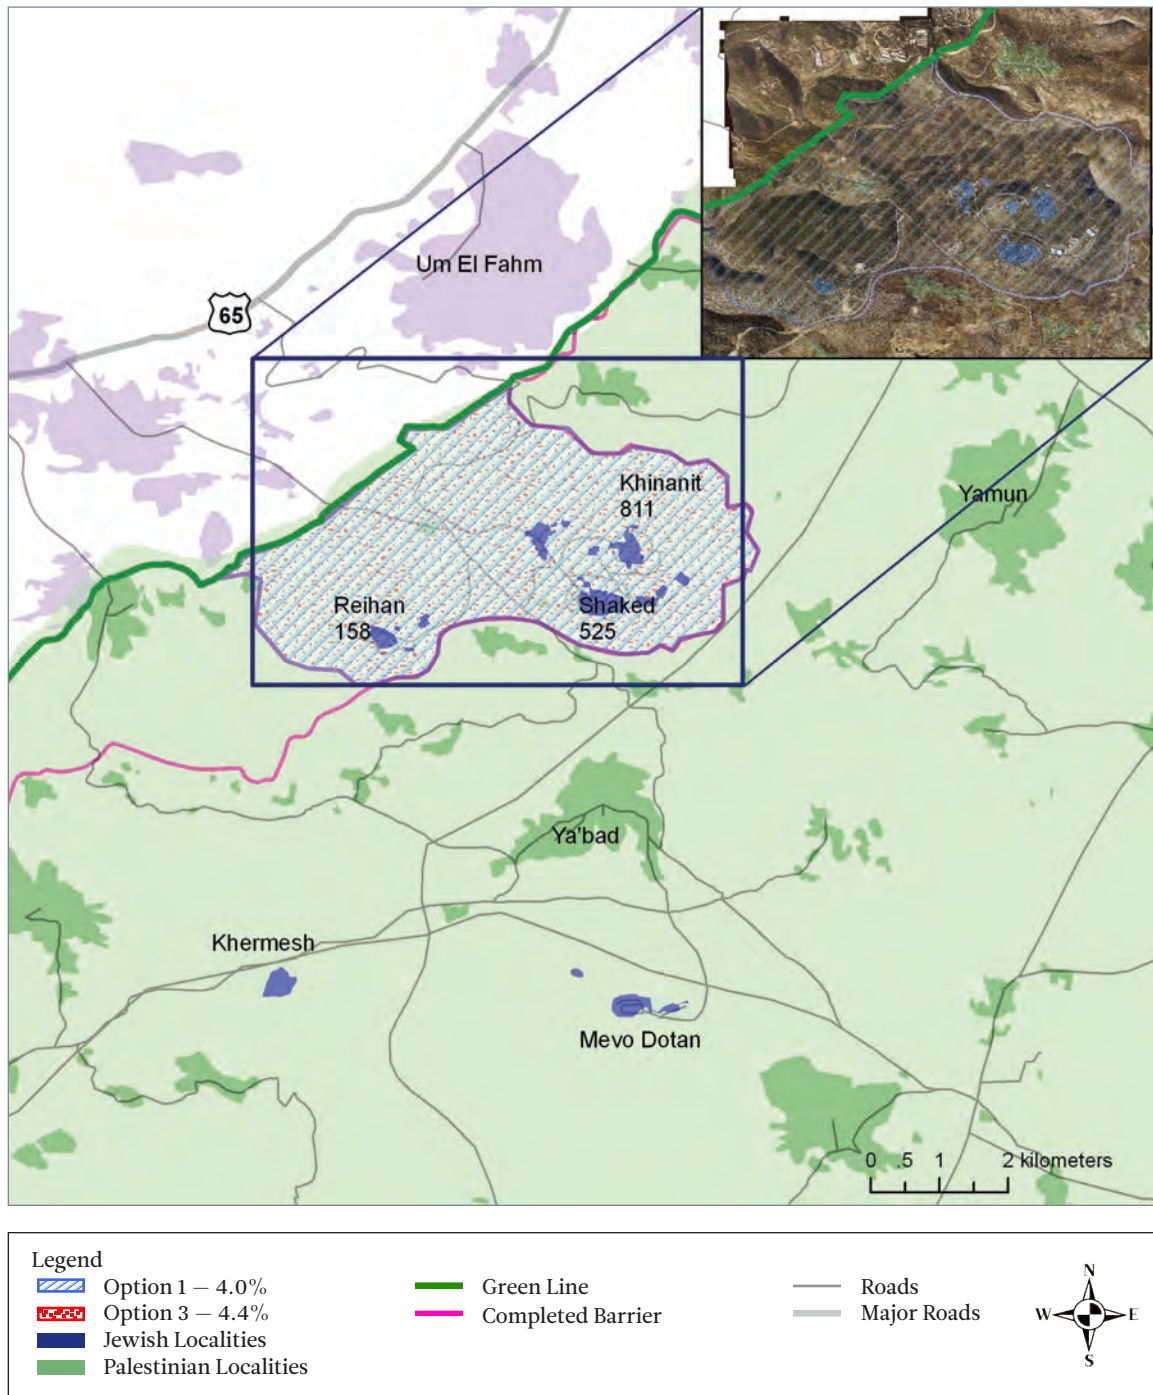 Um El Fahm
65
Khinanit
811
Yamun
Reihan
158
Shaked
525
Ya'bad
Khermesh
Mevo Dotan
0 .5 1 2 kilometers
Legend
Option 1 — 4.0%
Option 3 — 4.4%
Jewish Localities
Palestinian Localities
Green Line
Completed Barrier
Roads
Major Roads
N
W E
S